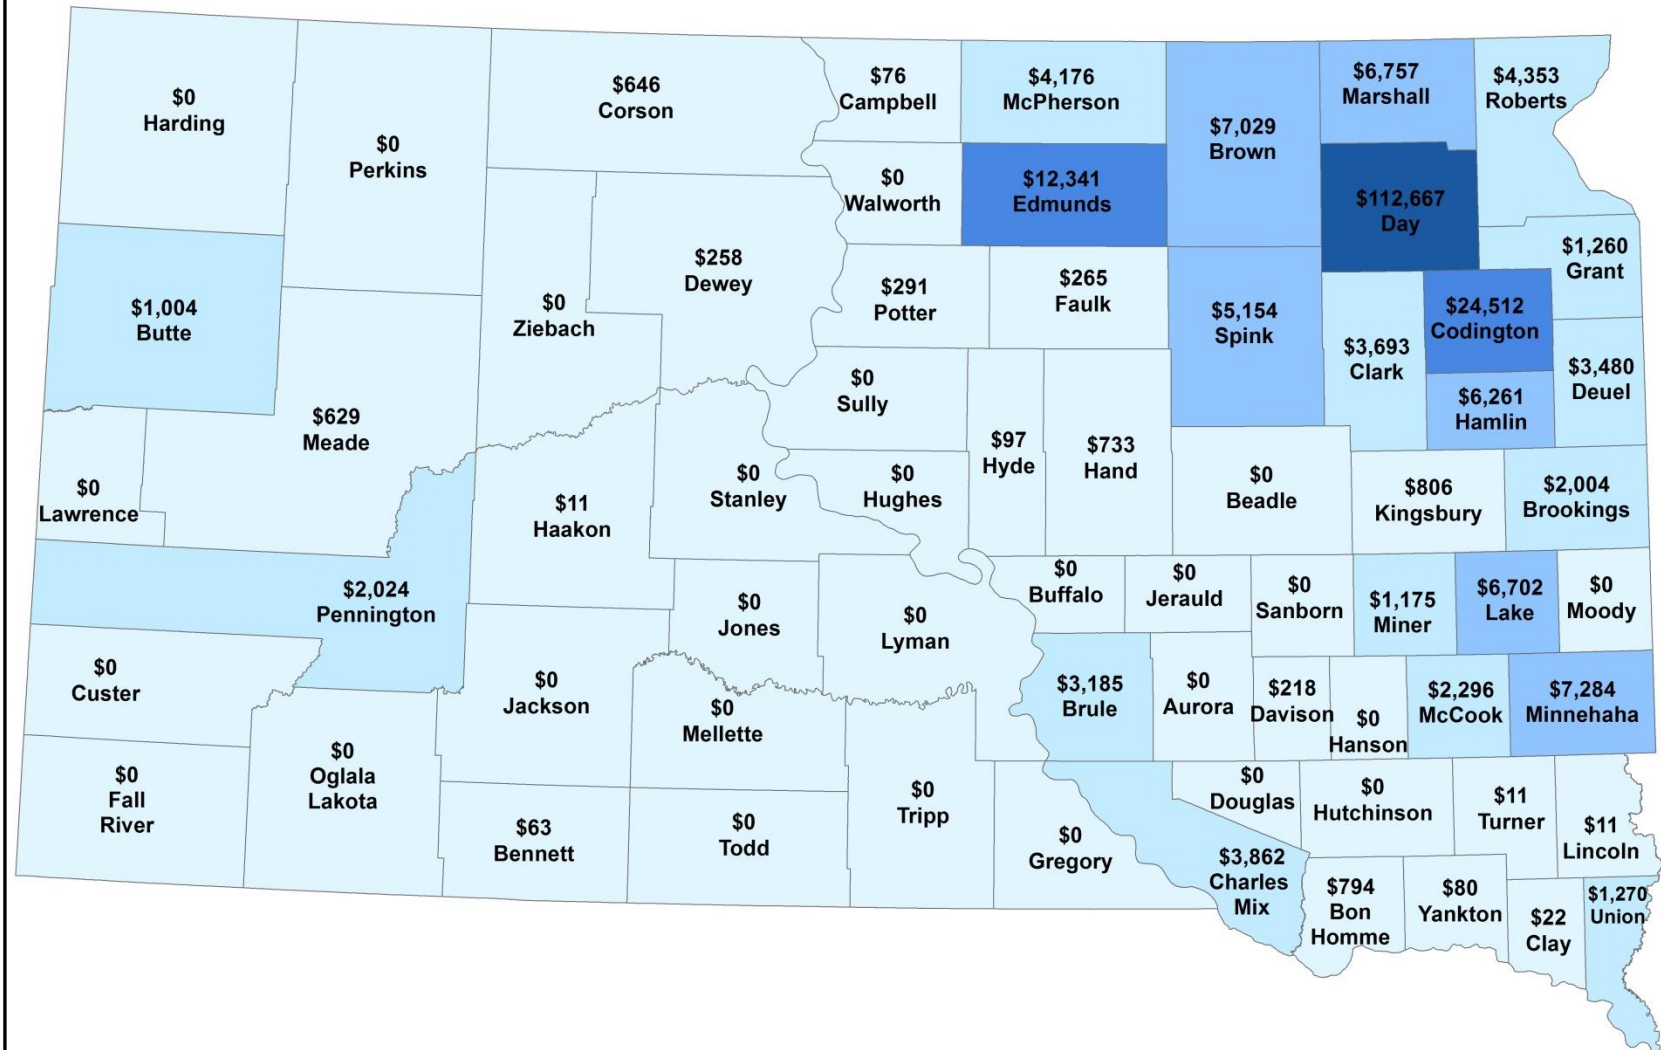 $0
Harding
$0
Perkins
$646
Corson
$76
Campbell
$4,176
McPherson
$7,029
Brown
$6,757
Marshall
$4,353
Roberts
$0
Walworth
$12,341
Edmunds
$112,667
Day
$1,260
Grant
$1,004
Butte
$0
Ziebach
$258
Dewey
$291
Potter
$265
Faulk
$5,154
Spink
$3,693
Clark
$24,512
Codington
$3,480
Deuel
$6,261
Hamlin
$629
Meade
$0
Sully
$97
Hyde
$733
Hand
$0
Lawrence
$11
Haakon
$0
Stanley
$0
Hughes
$0
Beadle
$806
Kingsbury
$2,004
Brookings
$2,024
Pennington
$0
Jones
$0
Lyman
$0
Buffalo
$0
Jerauld
$0
Sanborn
$1,175
Miner
$6,702
Lake
$0
Moody
$0
Custer
$0
Jackson
$0
Mellette
$3,185
Brule
$0
Aurora
$218
Davison
$0
Hanson
$2,296
McCook
$7,284
Minnehaha
$0
Fall
River
$0
Oglala
Lakota
$63
Bennett
$0
Todd
$0
Tripp
$0
Gregory
$3,862
Charles
Mix
$0
Douglas
$0
Hutchinson
$11
Turner
$11
Lincoln
$794
Bon
Homme
$80
Yankton
$22
Clay
$1,270
Union